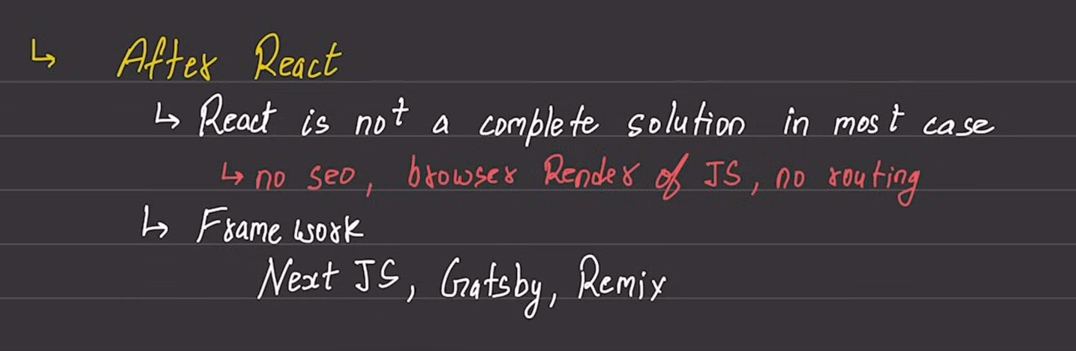 ↳ After React
↳ React is not a complete solution in most case
↳ no seo, browser Render of JS, no routing
↳ Frame work
Next JS, Gatsby, Remix